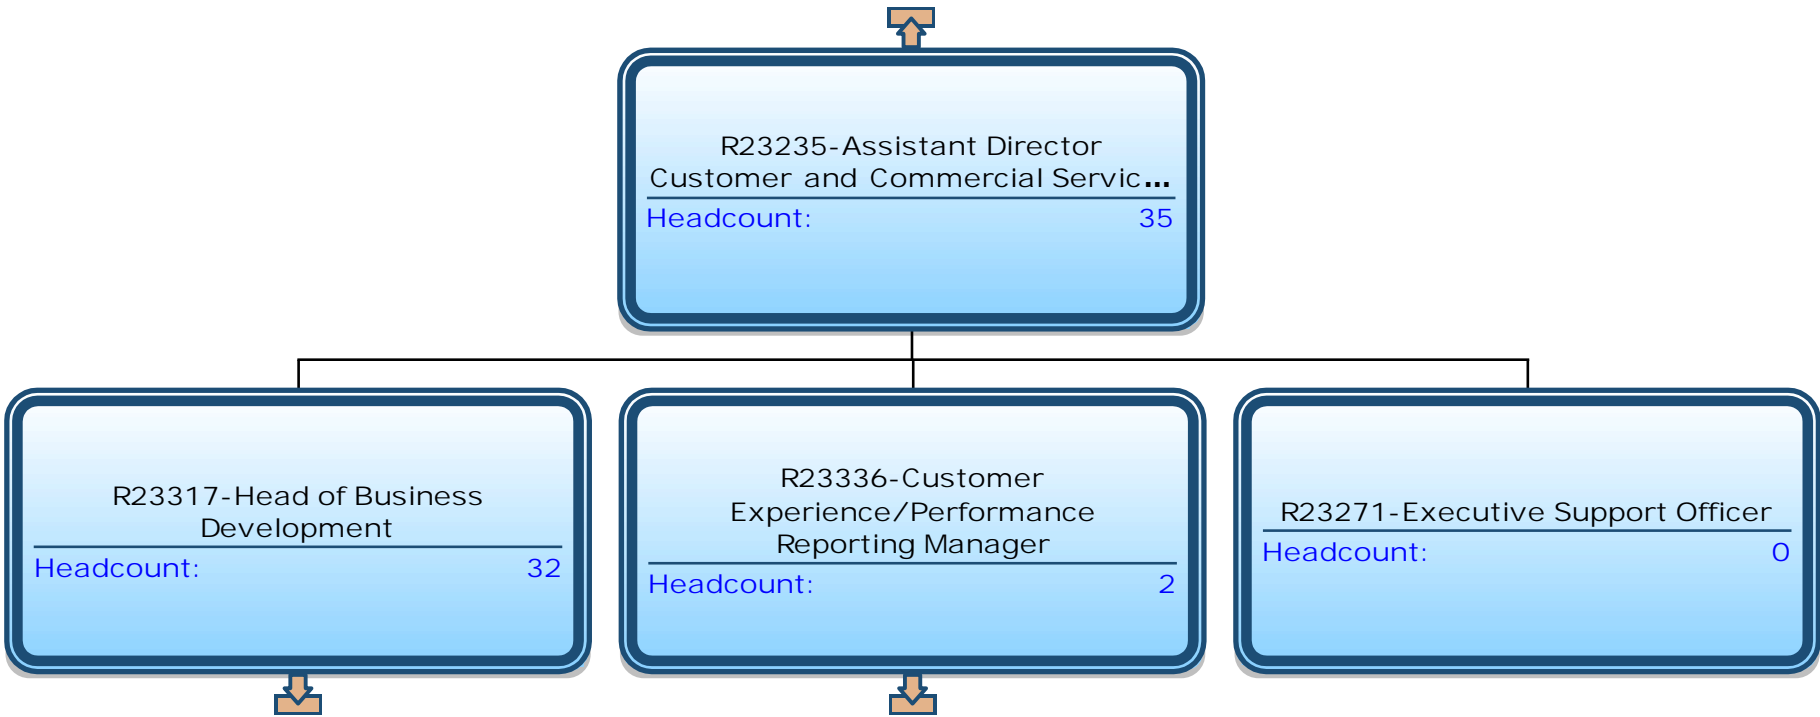 R23235-Assistant Director
Customer and Commercial Servic...
Headcount: 35
R23317-Head of Business
Development
Headcount: 32
R23336-Customer
Experience/Performance
Reporting Manager
Headcount: 2
R23271-Executive Support Officer
Headcount: 0